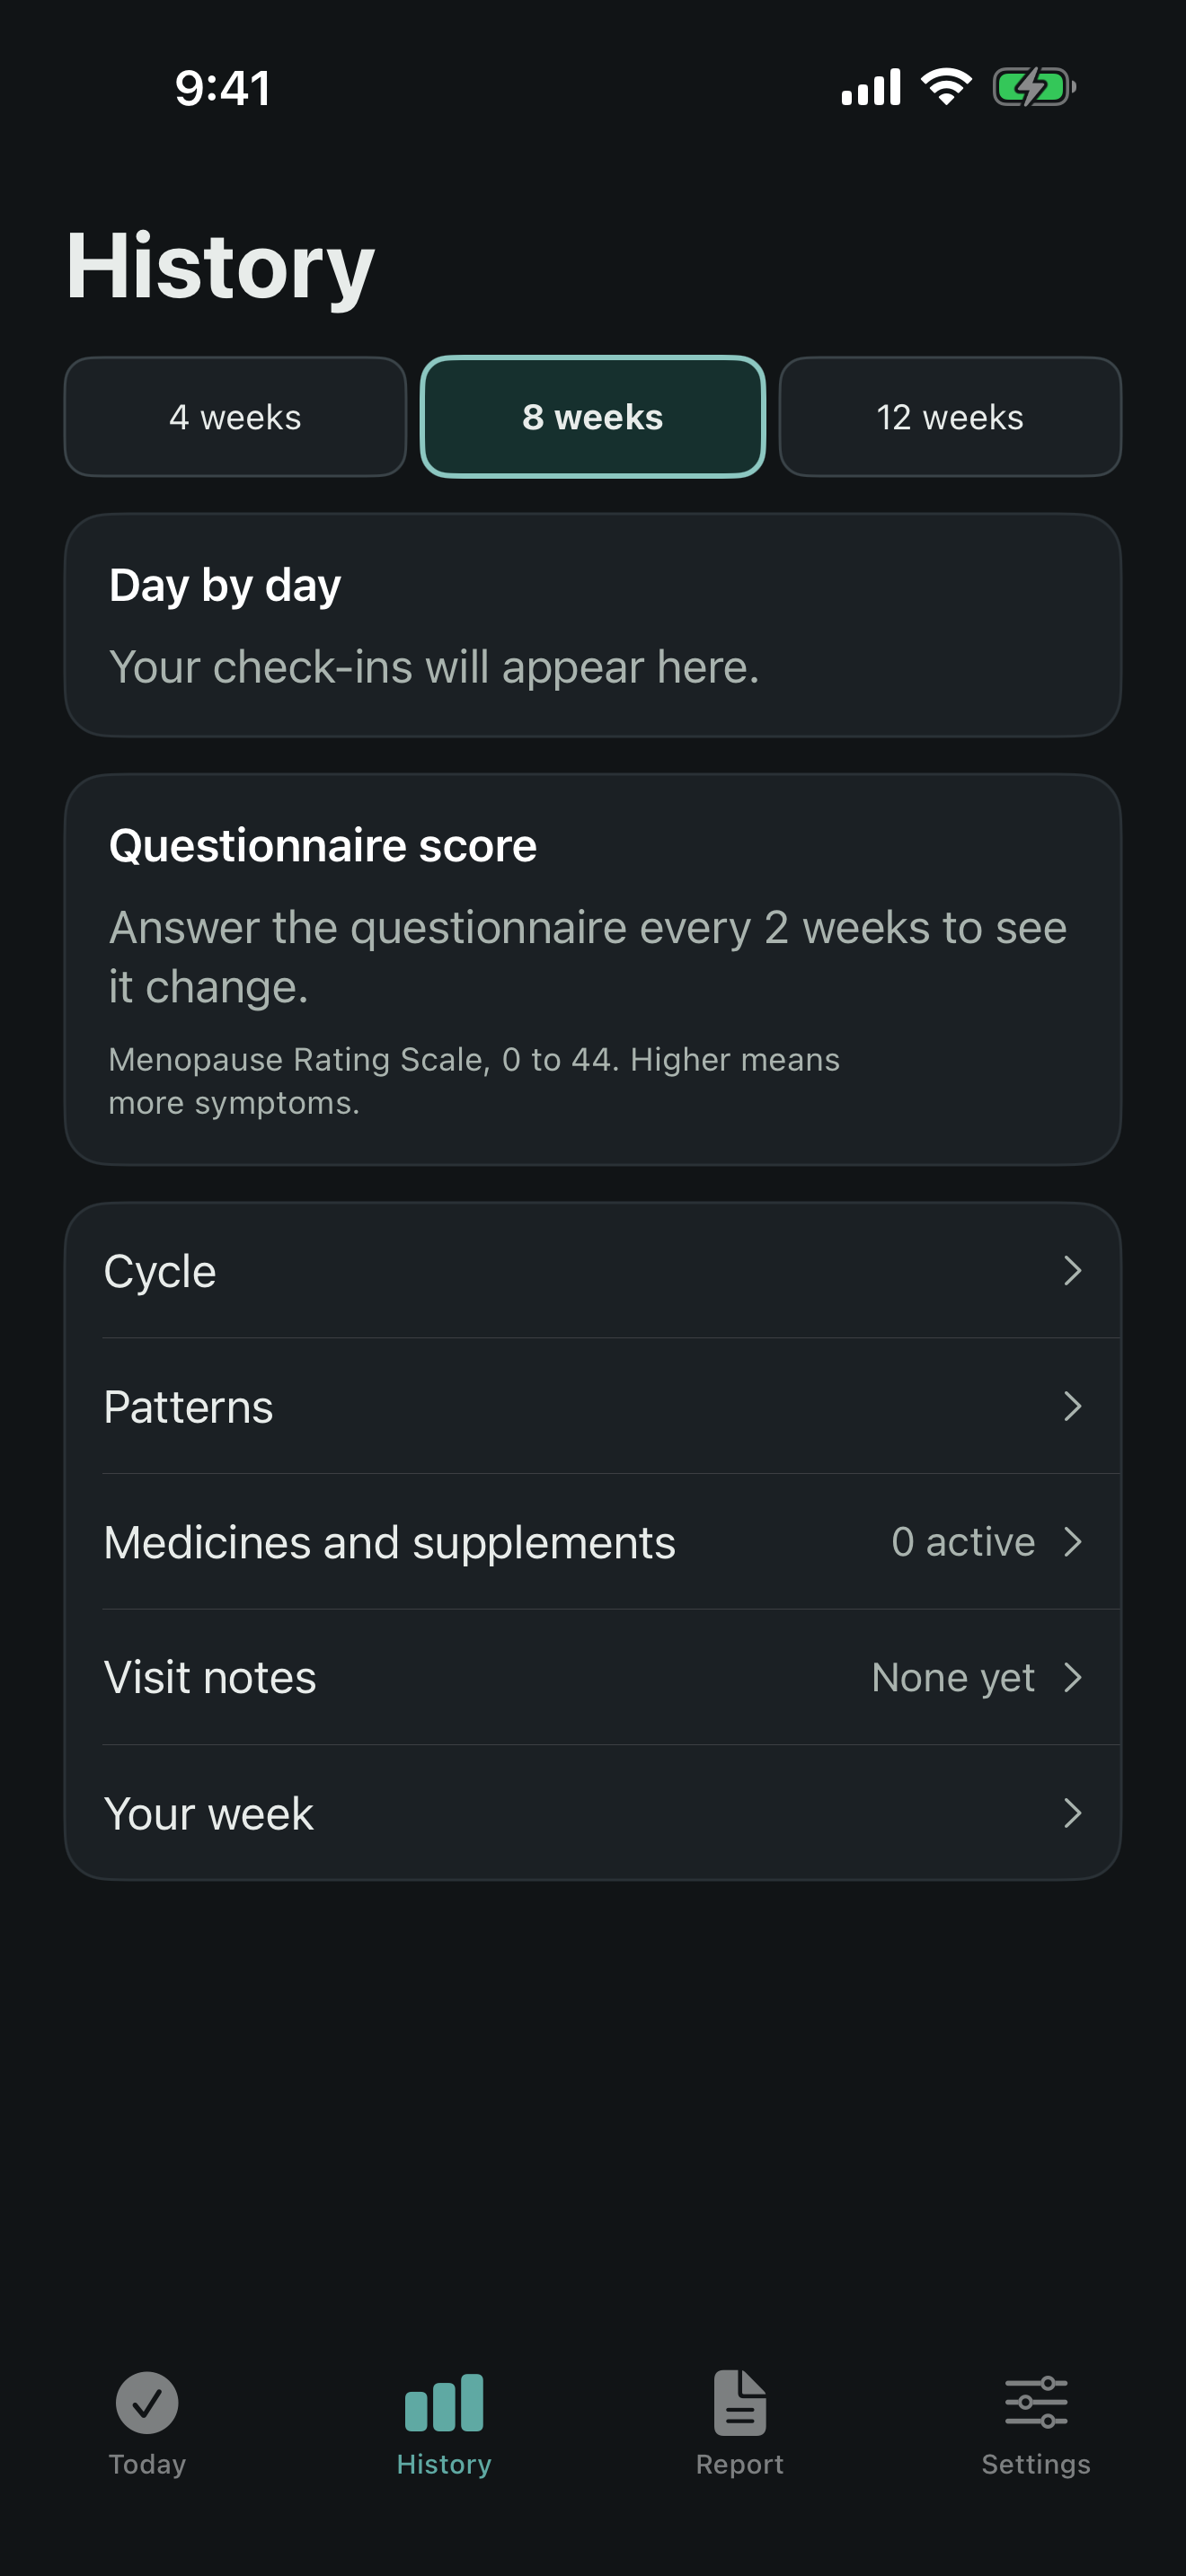 9:41
History
4 weeks
8 weeks
12 weeks
Day by day
Your check-ins will appear here.
Questionnaire score
Answer the questionnaire every 2 weeks to see
it change.
Menopause Rating Scale, 0 to 44. Higher means
more symptoms.
Cycle
Patterns
Medicines and supplements 0 active
Visit notes None yet
Your week
Today
History
Report
Settings